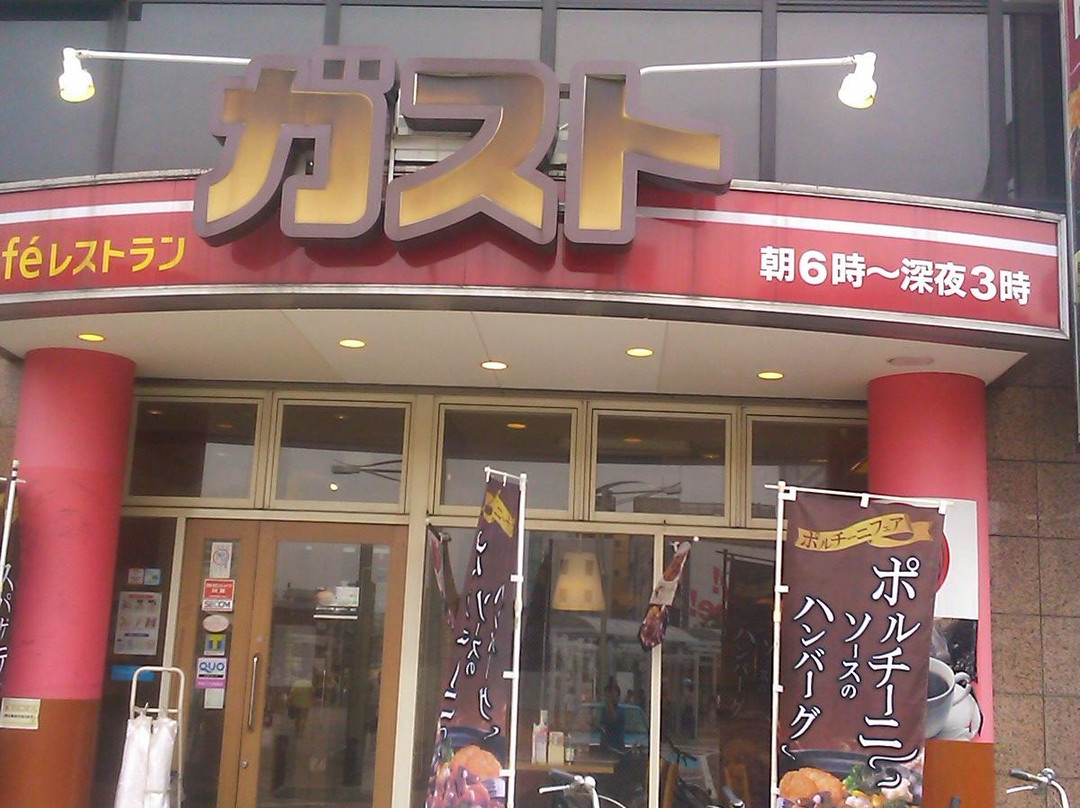 ガスト
féレストラン
朝6時～深夜3時
ポルチーニフェア
ポルチーニ
ソースの
ハンバーグ
SECOM
QUO